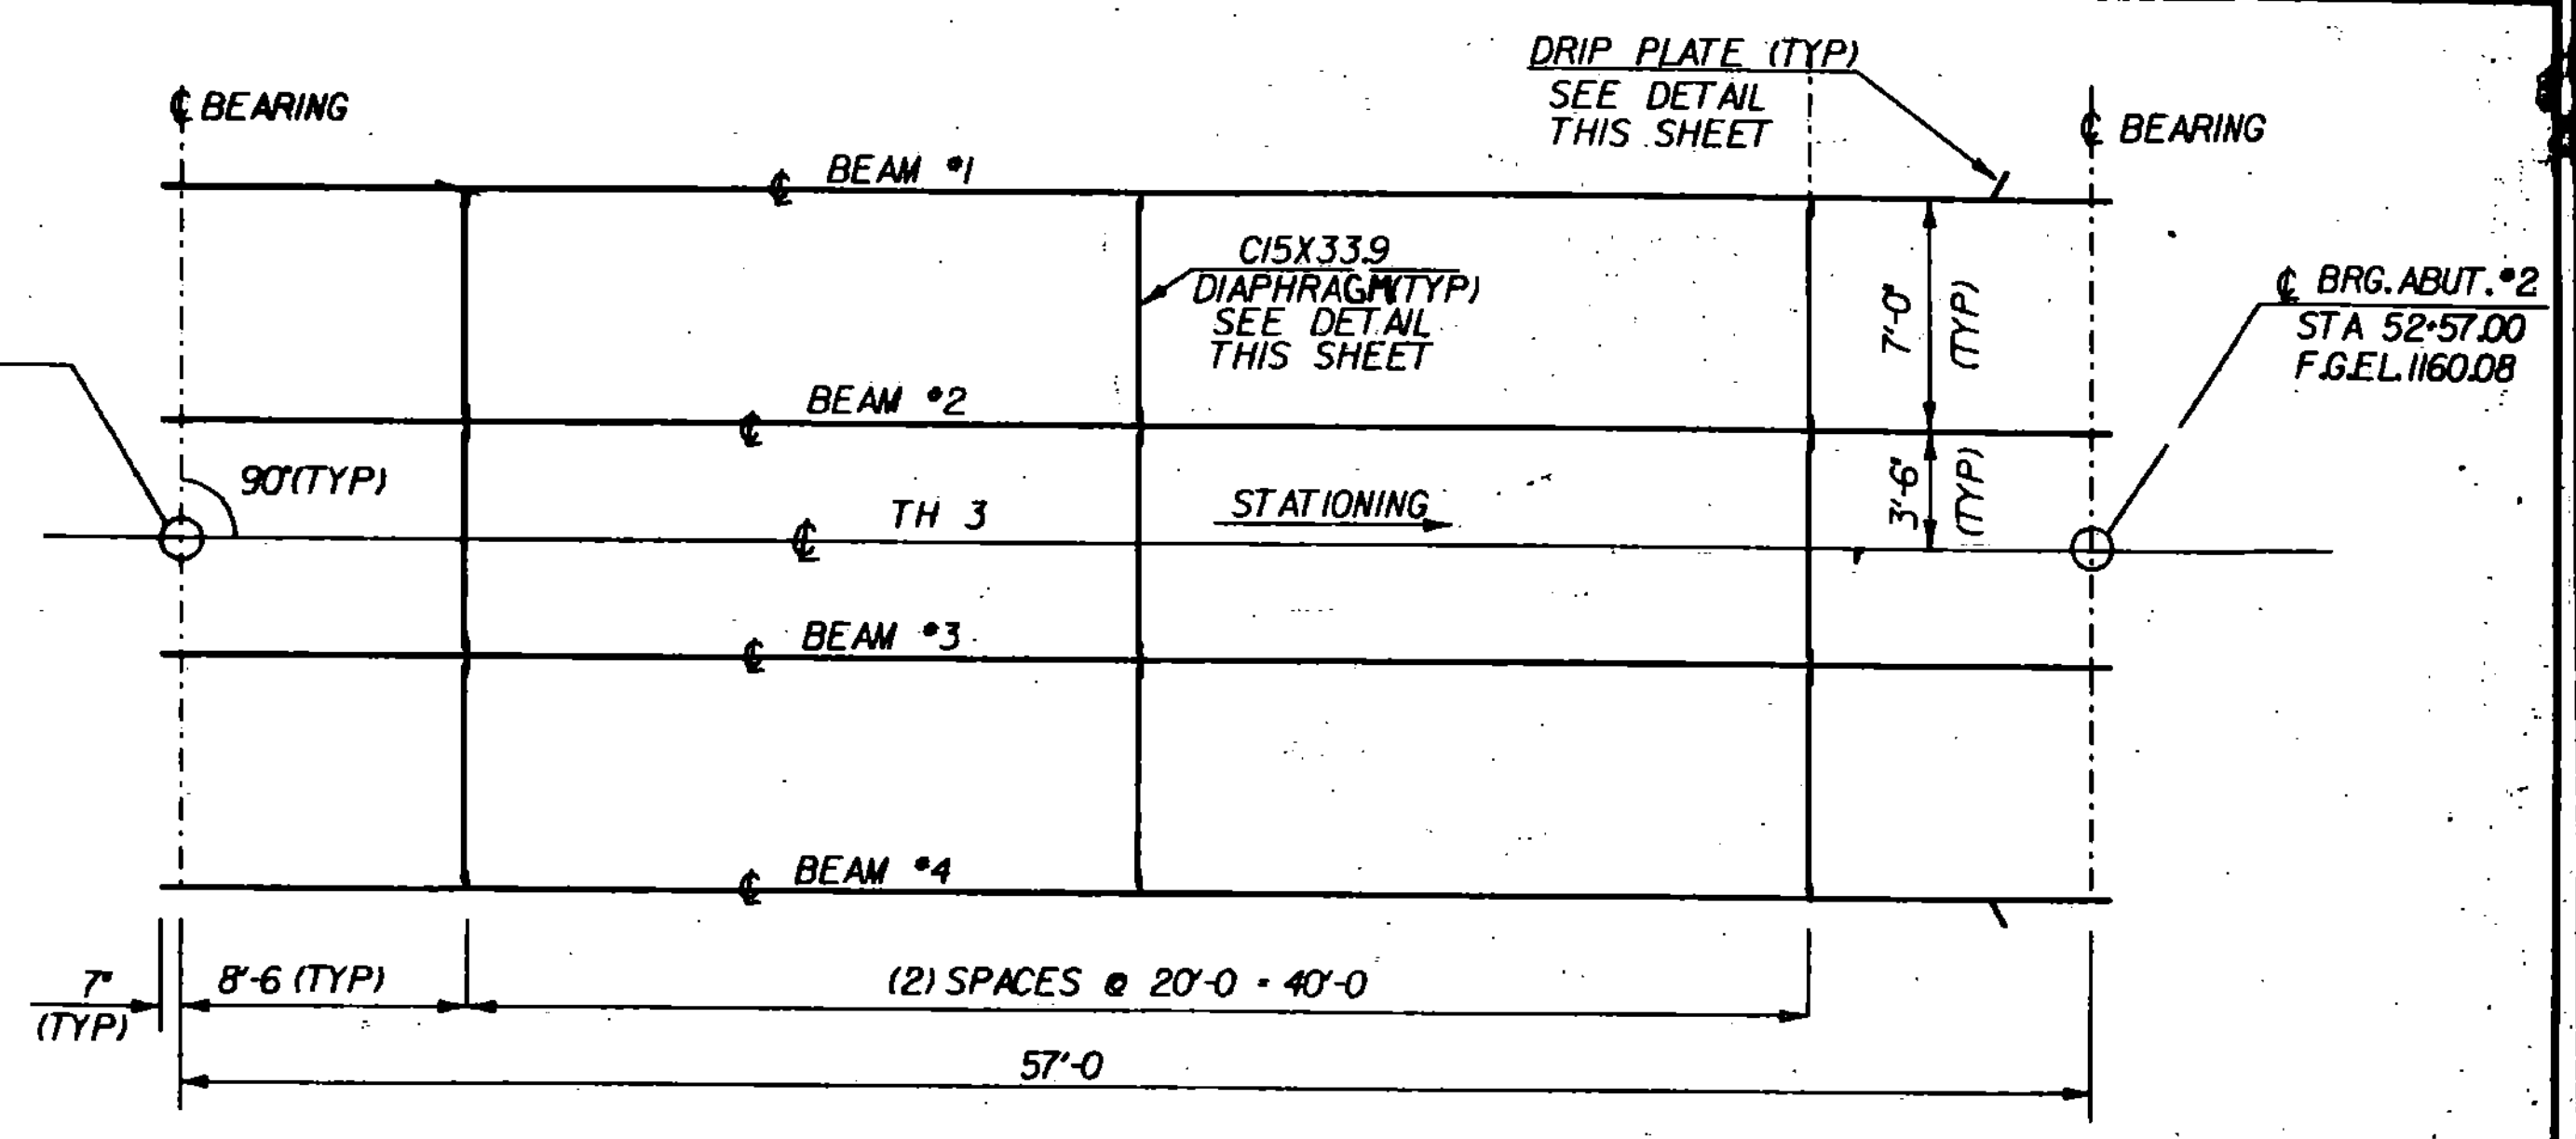 DRIP PLATE (TYP)
SEE DETAIL
THIS SHEET
℄ BEARING
℄ BEARING
℄ BEAM #1
C15X33.9
DIAPHRAGM(TYP)
SEE DETAIL
THIS SHEET
7'-0"
(TYP)
℄ BRG. ABUT. #2
STA 52+57.00
F.G.EL. 1160.08
℄ BEAM #2
90°(TYP)
℄ TH 3
STATIONING
3'-6"
(TYP)
℄ BEAM #3
℄ BEAM #4
7"
(TYP)
8'-6 (TYP)
(2) SPACES @ 20'-0 = 40'-0
57'-0